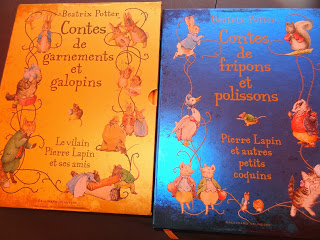 Beatrix Potter
Contes
de
garnements et
galopins
Le vilain
Pierre Lapin
et ses amis
Beatrix Potter
Contes
de
fripons
et
polissons
Pierre Lapin
et autres
petits
coquins